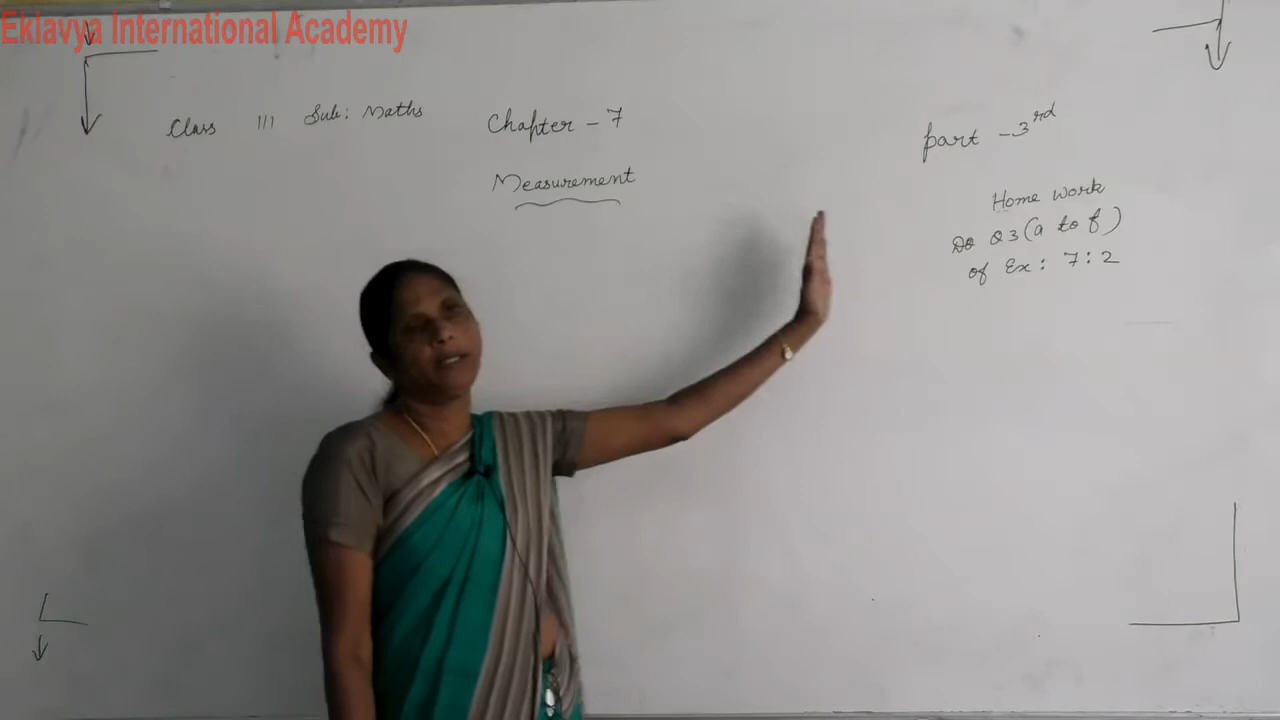 Eklavya International Academy
Class III Sub: Maths Chapter - 7
Measurement
part - 3rd
Home work
Do Q3 (a to f)
of Ex: 7:2